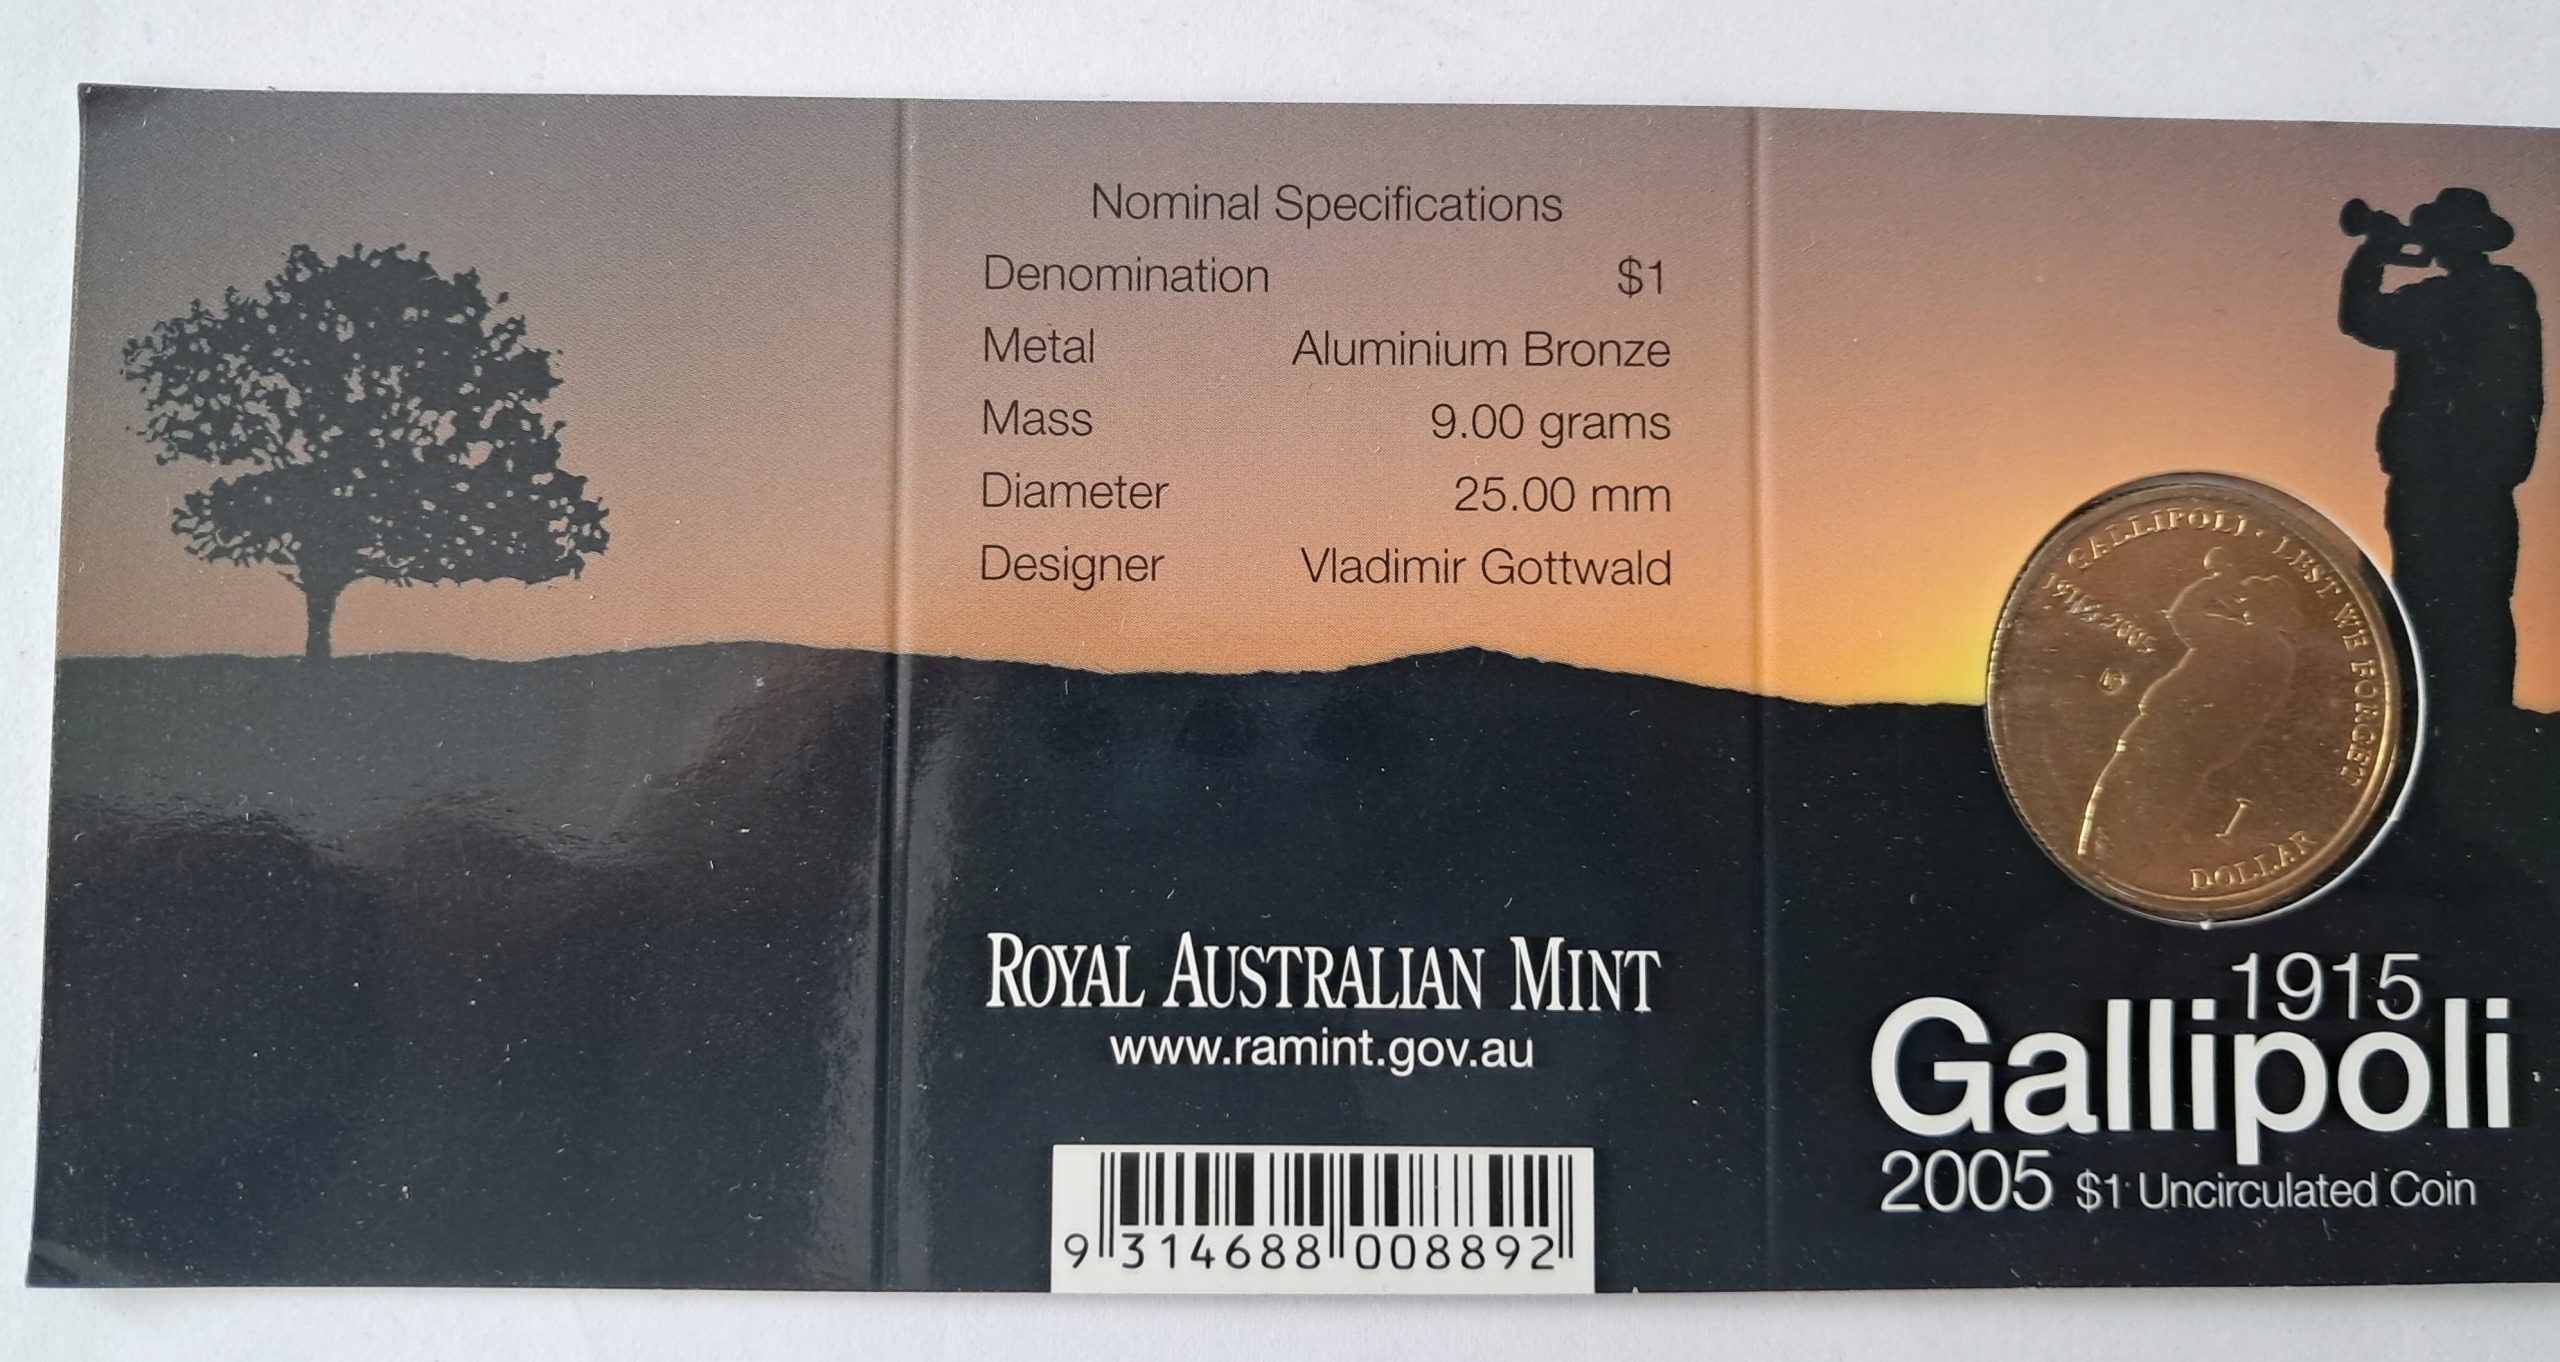 Nominal Specifications
Denomination $1
Metal Aluminium Bronze
Mass 9.00 grams
Diameter 25.00 mm
Designer Vladimir Gottwald
ROYAL AUSTRALIAN MINT
www.ramint.gov.au
9 314688 008892
GALLIPOLI · LEST WE FORGET
1915-2005
1
DOLLAR
1915
Gallipoli
2005 $1 Uncirculated Coin